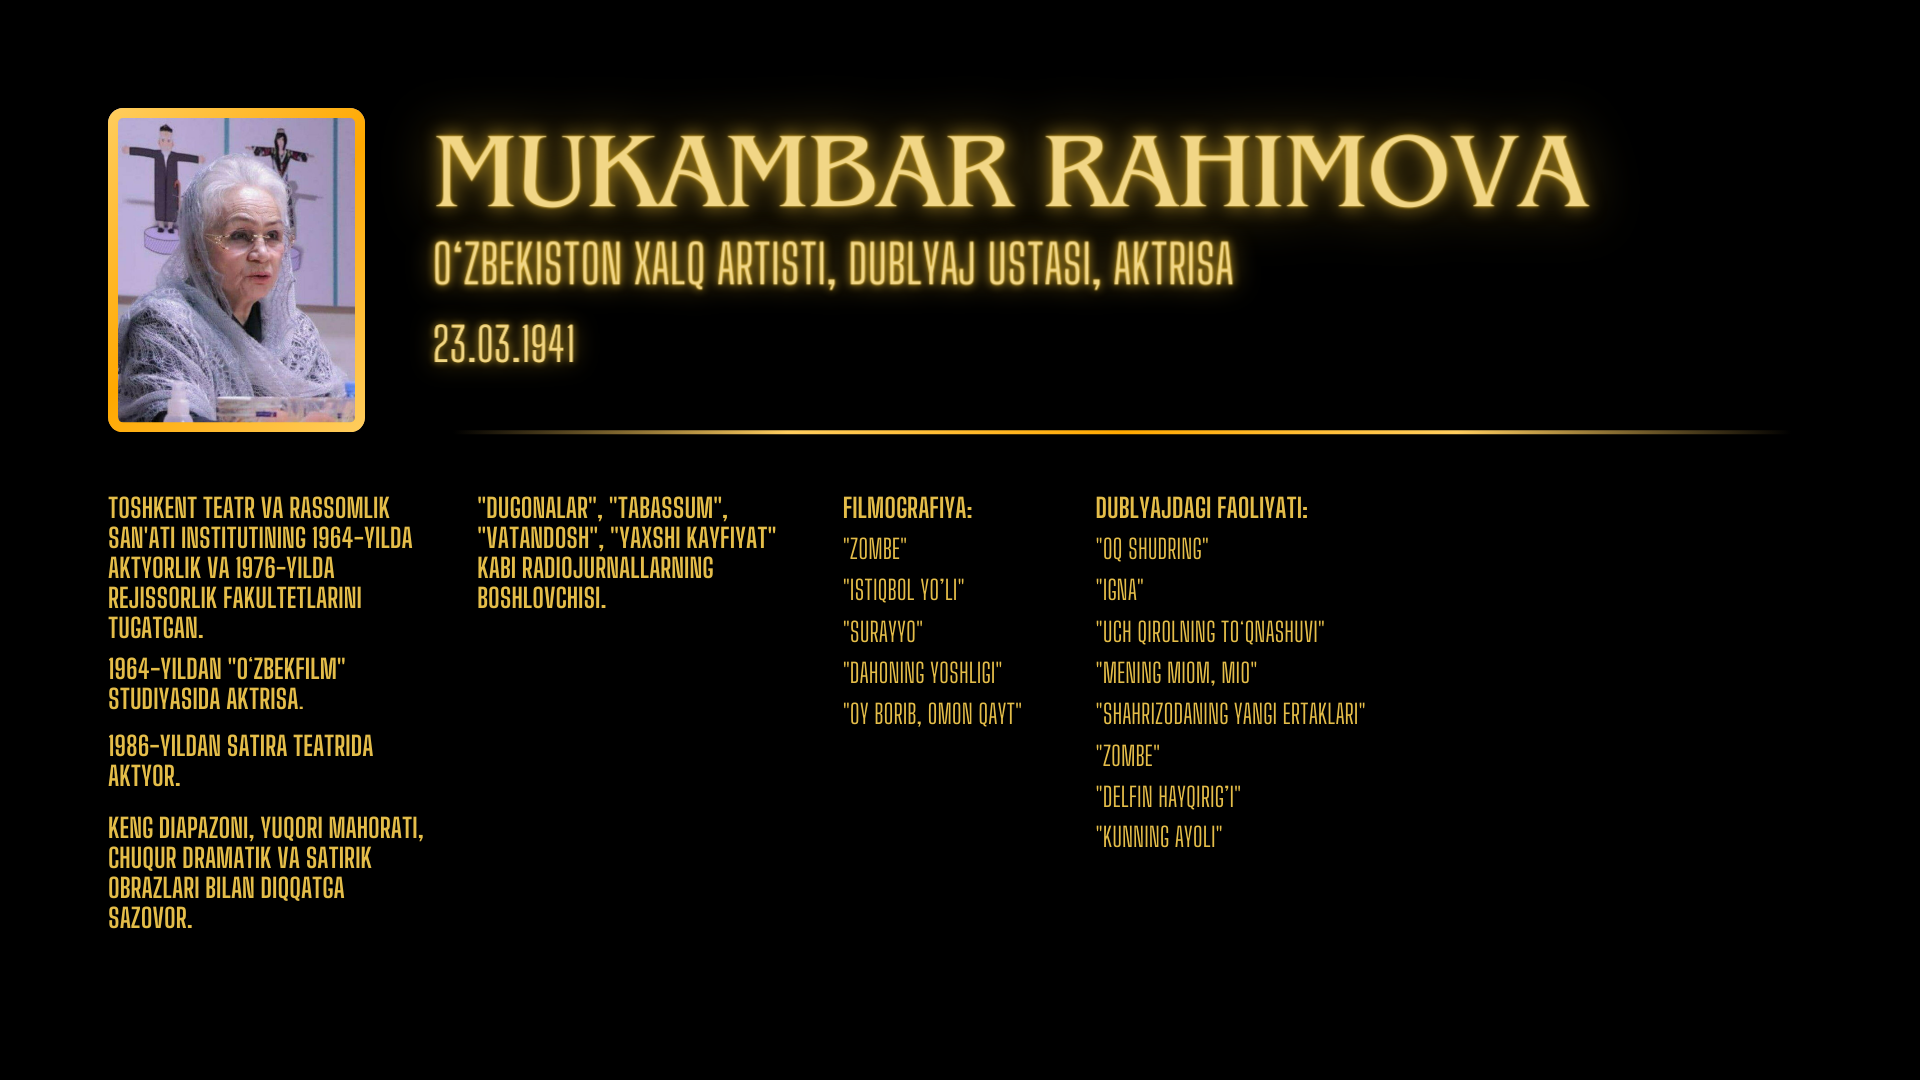 MUKAMBAR RAHIMOVA
O‘ZBEKISTON XALQ ARTISTI, DUBLYAJ USTASI, AKTRISA
23.03.1941
TOSHKENT TEATR VA RASSOMLIK
SAN'ATI INSTITUTINING 1964-YILDA
AKTYORLIK VA 1976-YILDA
REJISSORLIK FAKULTETLARINI
TUGATGAN.
1964-YILDAN "O‘ZBEKFILM"
STUDIYASIDA AKTRISA.
1986-YILDAN SATIRA TEATRIDA
AKTYOR.
KENG DIAPAZONI, YUQORI MAHORATI,
CHUQUR DRAMATIK VA SATIRIK
OBRAZLARI BILAN DIQQATGA
SAZOVOR.
"DUGONALAR", "TABASSUM",
"VATANDOSH", "YAXSHI KAYFIYAT"
KABI RADIOJURNALLARNING
BOSHLOVCHISI.
FILMOGRAFIYA:
"ZOMBE"
"ISTIQBOL YO’LI"
"SURAYYO"
"DAHONING YOSHLIGI"
"OY BORIB, OMON QAYT"
DUBLYAJDAGI FAOLIYATI:
"OQ SHUDRING"
"IGNA"
"UCH QIROLNING TO‘QNASHUVI"
"MENING MIOM, MIO"
"SHAHRIZODANING YANGI ERTAKLARI"
"ZOMBE"
"DELFIN HAYQIRIG’I"
"KUNNING AYOLI"